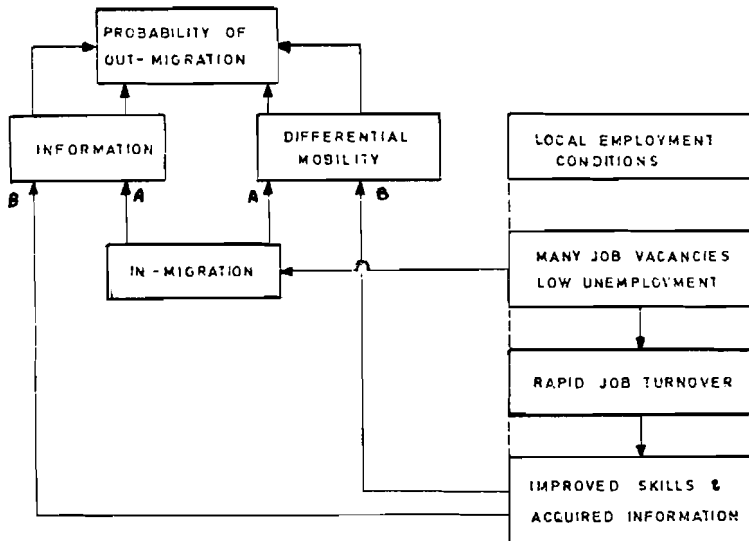 PROBABILITY OF
OUT-MIGRATION
INFORMATION
DIFFERENTIAL
MOBILITY
LOCAL EMPLOYMENT
CONDITIONS
B
A
A
B
IN-MIGRATION
MANY JOB VACANCIES
LOW UNEMPLOYMENT
RAPID JOB TURNOVER
IMPROVED SKILLS &
ACQUIRED INFORMATION